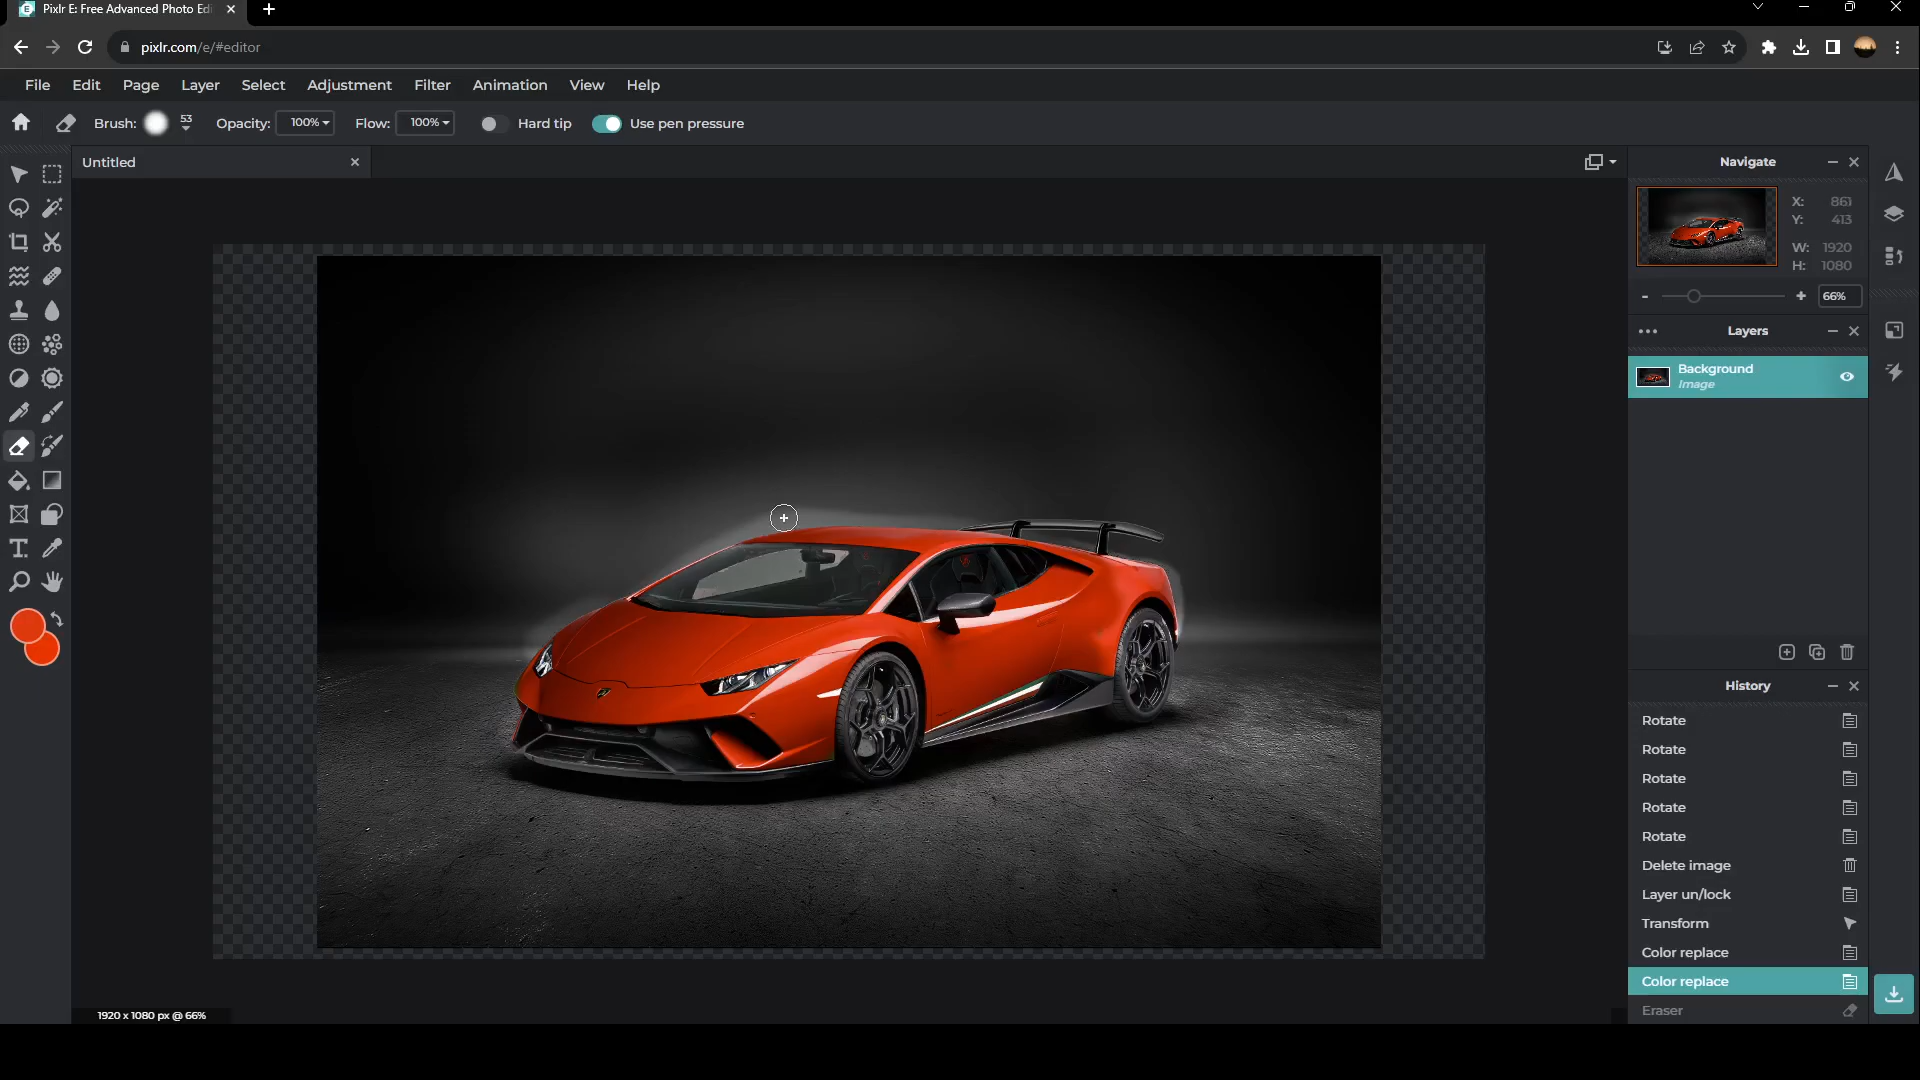 Pixlr E: Free Advanced Photo Edi
pixlr.com/e/#editor
File Edit Page Layer Select Adjustment Filter Animation View Help
Brush: 53 Opacity: 100% Flow: 100% Hard tip Use pen pressure
Untitled
Navigate
X: 861
Y: 413
W: 1920
H: 1080
66%
Layers
Background
Image
History
Rotate
Rotate
Rotate
Rotate
Rotate
Delete image
Layer un/lock
Transform
Color replace
Color replace
Eraser
1920 x 1080 px @ 66%